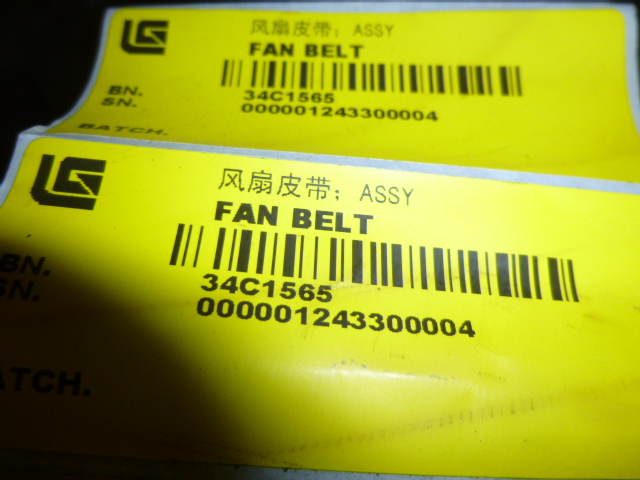 风扇皮带；ASSY
FAN BELT
BN. 34C1565
SN. 000001243300004
BATCH.
风扇皮带；ASSY
FAN BELT
BN. 34C1565
SN. 000001243300004
BATCH.